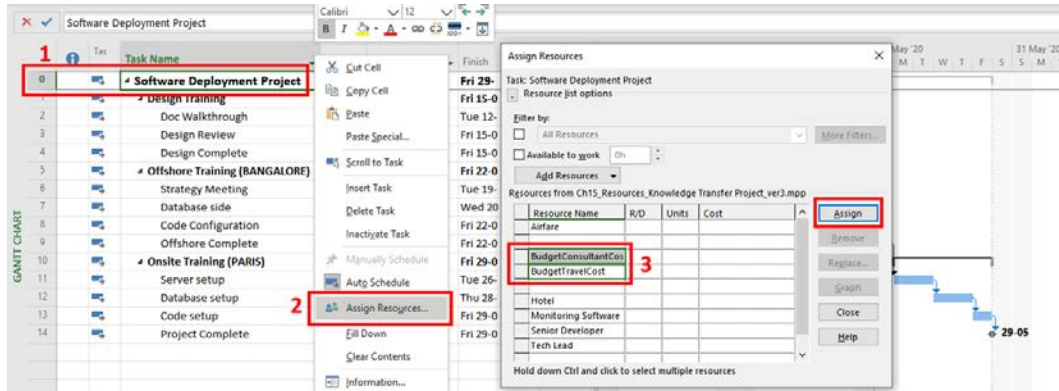 Software Deployment Project
Calibri 12
B I A
1
Task Name
Finish
0 Software Deployment Project Fri 29-
1 Design Training Fri 15-0
2 Doc Walkthrough Tue 12-
3 Design Review Fri 15-0
4 Design Complete Fri 15-0
5 Offshore Training (BANGALORE) Fri 22-0
6 Strategy Meeting Tue 19-
7 Database side Wed 20
8 Code Configuration Fri 22-0
9 Offshore Complete Fri 22-0
10 Onsite Training (PARIS) Fri 29-0
11 Server setup Tue 26-
12 Database setup Thu 28-
13 Code setup Fri 29-0
14 Project Complete Fri 29-0
GANTT CHART
Cut Cell
Copy Cell
Paste
Paste Special...
Scroll to Task
Insert Task
Delete Task
Inactivate Task
Manually Schedule
Auto Schedule
2
Assign Resources...
Fill Down
Clear Contents
Information...
Assign Resources
Task: Software Deployment Project
Resource list options
Filter by:
All Resources
More Filters...
Available to work 0h
Add Resources
Resources from Ch15_Resources_Knowledge Transfer Project_ver3.mpp
Resource Name R/D Units Cost
Airfare
BudgetConsultantCos
BudgetTravelCost
3
Hotel
Monitoring Software
Senior Developer
Tech Lead
Assign
Remove
Replace...
Graph
Close
Help
Hold down Ctrl and click to select multiple resources
May '20 31 May '20
M T W T F S S M
29-05